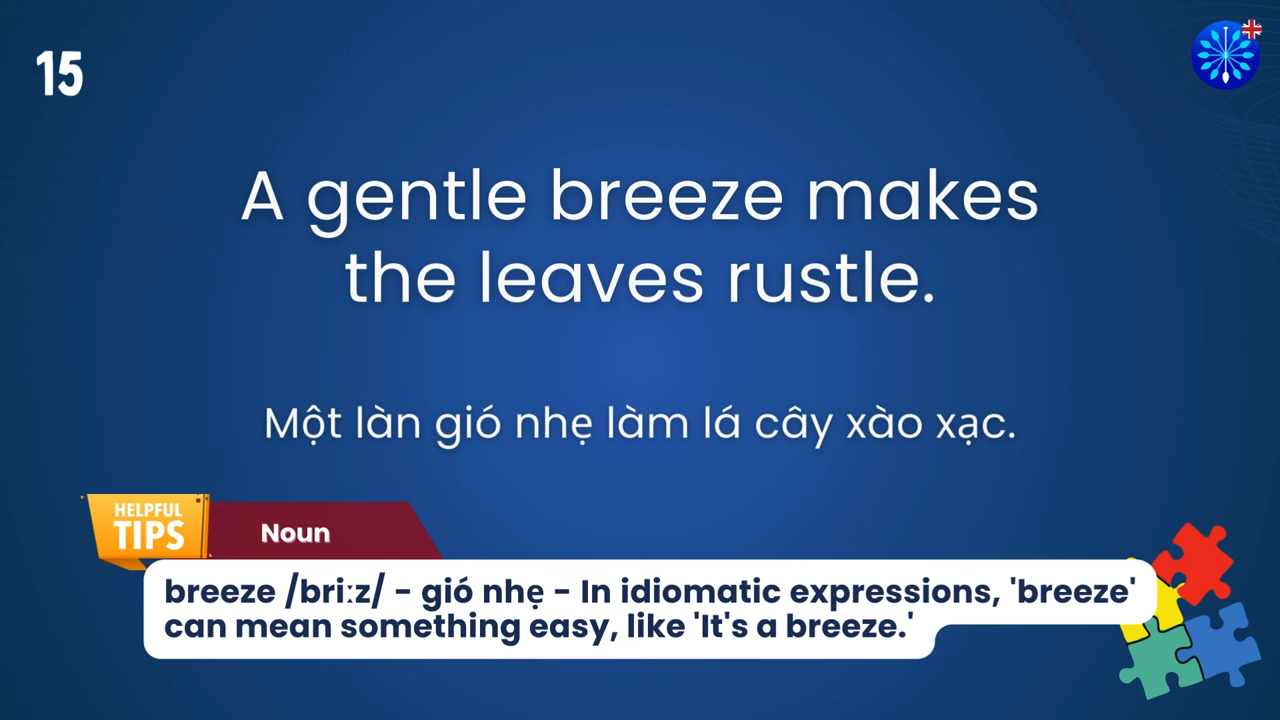 15
A gentle breeze makes
the leaves rustle.
Một làn gió nhẹ làm lá cây xào xạc.
HELPFUL
TIPS
Noun
breeze /briːz/ - gió nhẹ - In idiomatic expressions, 'breeze'
can mean something easy, like 'It's a breeze.'